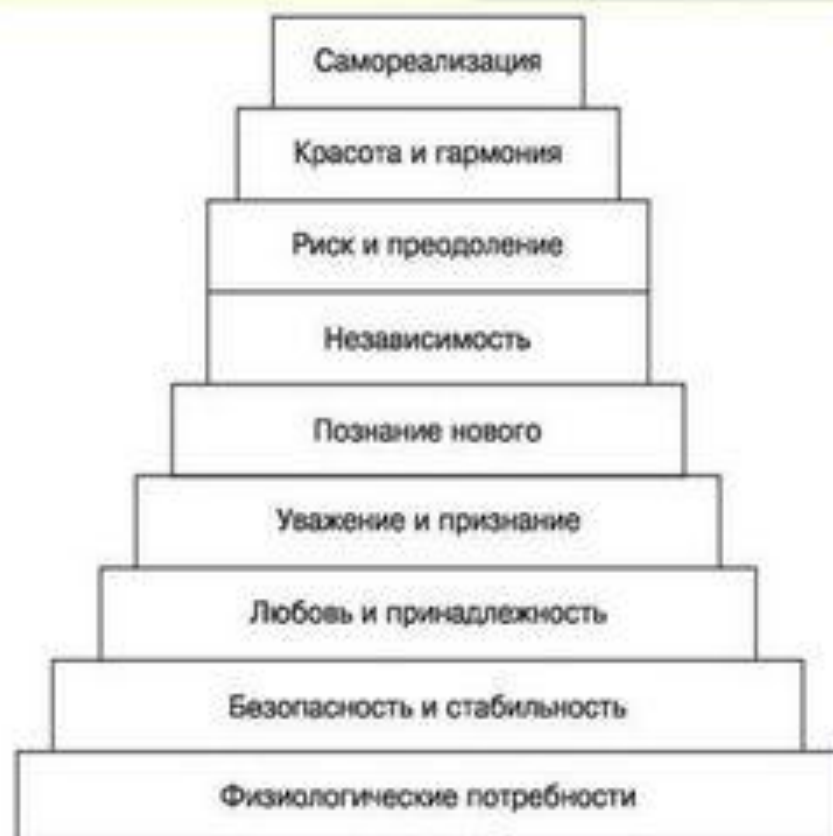 Самореализация
Красота и гармония
Риск и преодоление
Независимость
Познание нового
Уважение и признание
Любовь и принадлежность
Безопасность и стабильность
Физиологические потребности